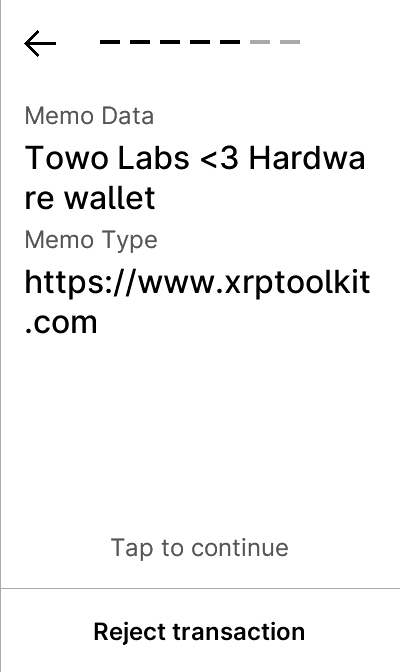 Memo Data
Towo Labs <3 Hardwa
re wallet
Memo Type
https://www.xrptoolkit
.com
Tap to continue
Reject transaction